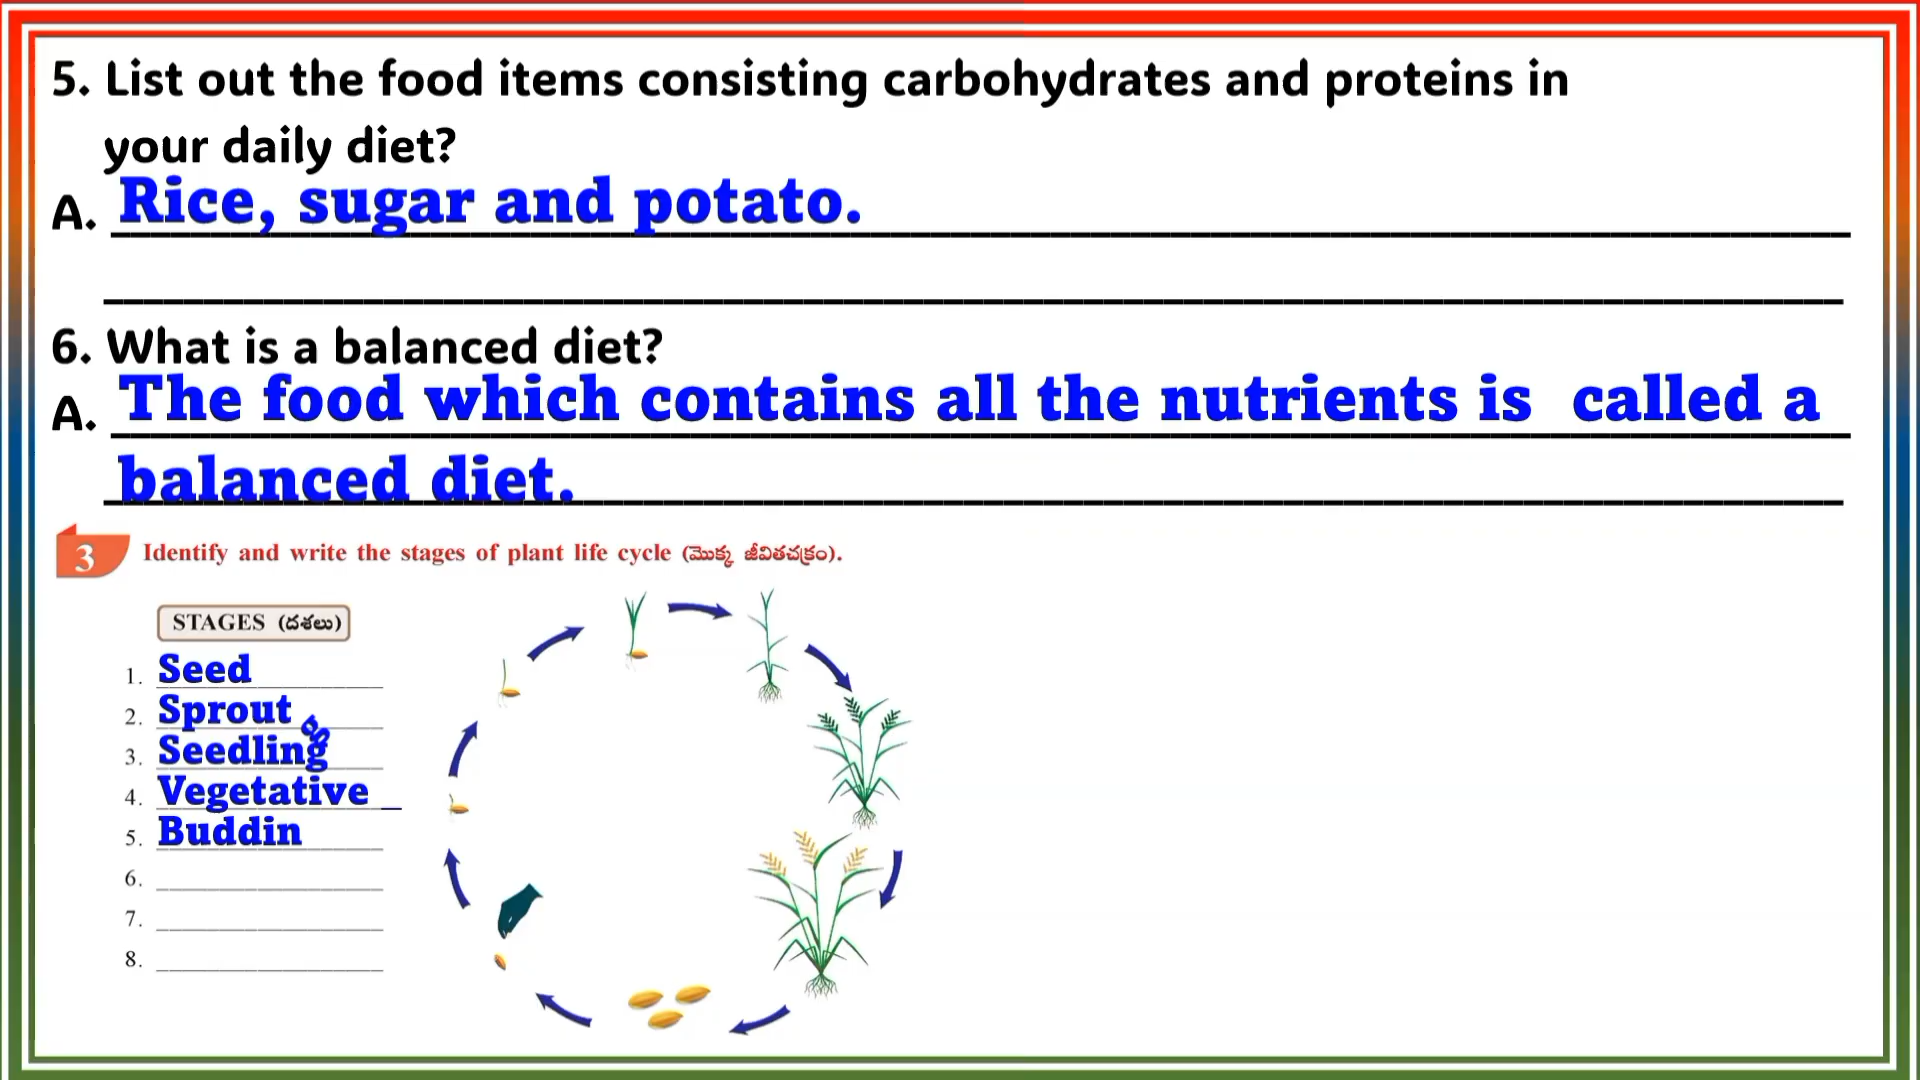 5. List out the food items consisting carbohydrates and proteins in
your daily diet?
A. Rice, sugar and potato.
6. What is a balanced diet?
A. The food which contains all the nutrients is called a
balanced diet.
3 Identify and write the stages of plant life cycle (మొక్క జీవితచక్రం).
STAGES (దశలు)
1. Seed
2. Sprout
3. Seedling
4. Vegetative
5. Buddin g
6.
7.
8.